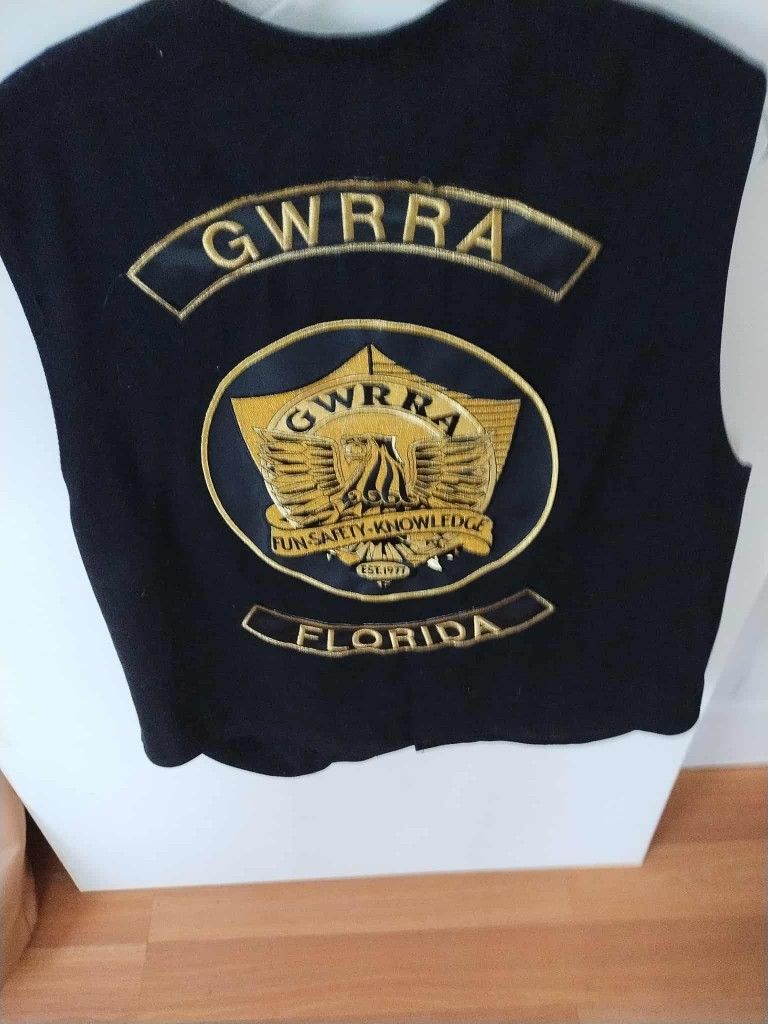 GWRRA
GWRRA
FUN-SAFETY-KNOWLEDGE
EST. 1977
FLORIDA